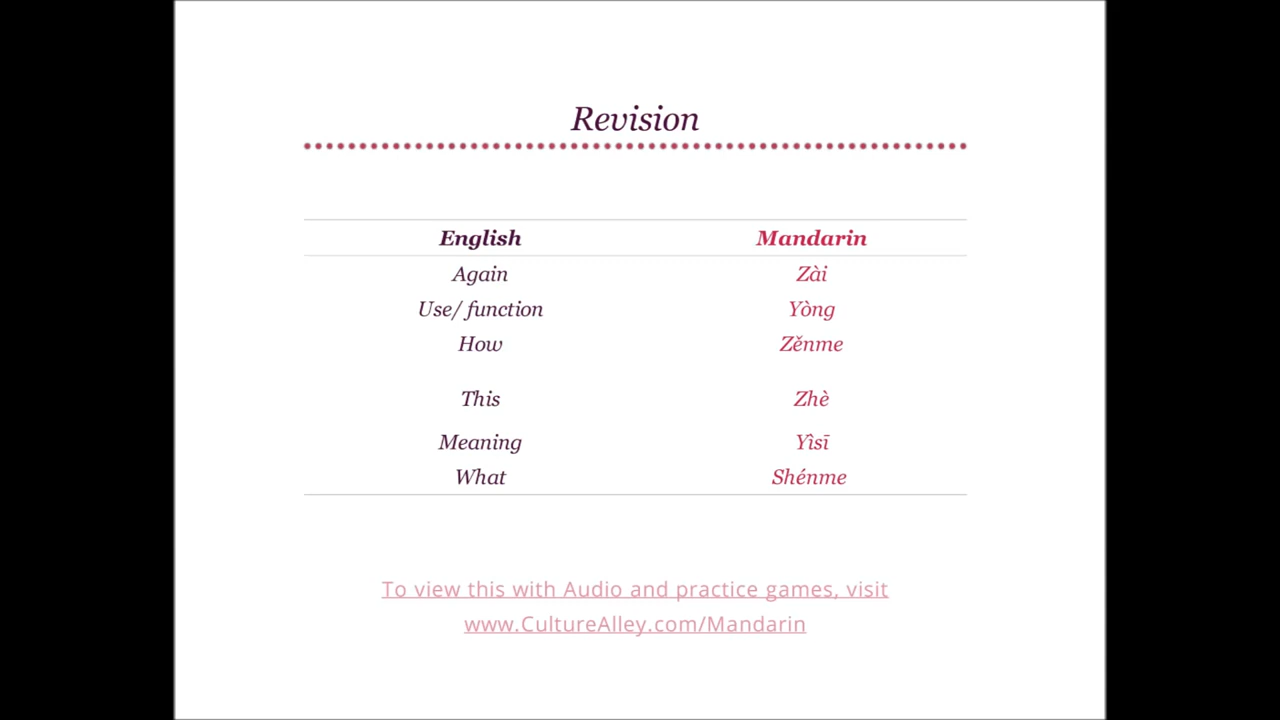 Revision
English Mandarin
Again Zài
Use/ function Yòng
How Zěnme
This Zhè
Meaning Yìsī
What Shénme
To view this with Audio and practice games, visit
www.CultureAlley.com/Mandarin